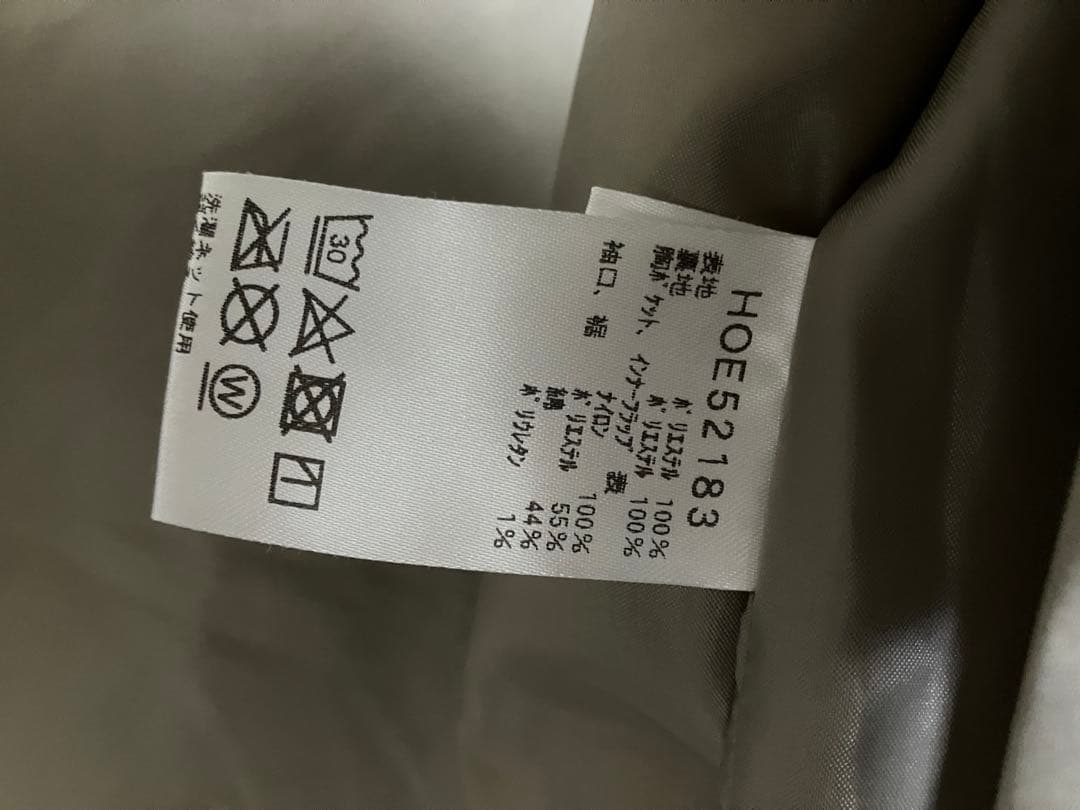 HOE52183
表地 ポリエステル 100%
裏地 ポリエステル 100%
胸ポケット、インナーフラップ 表
ナイロン 100%
袖口、裾 ポリエステル 55%
綿 44%
ポリウレタン 1%
30
W
洗濯ネット使用